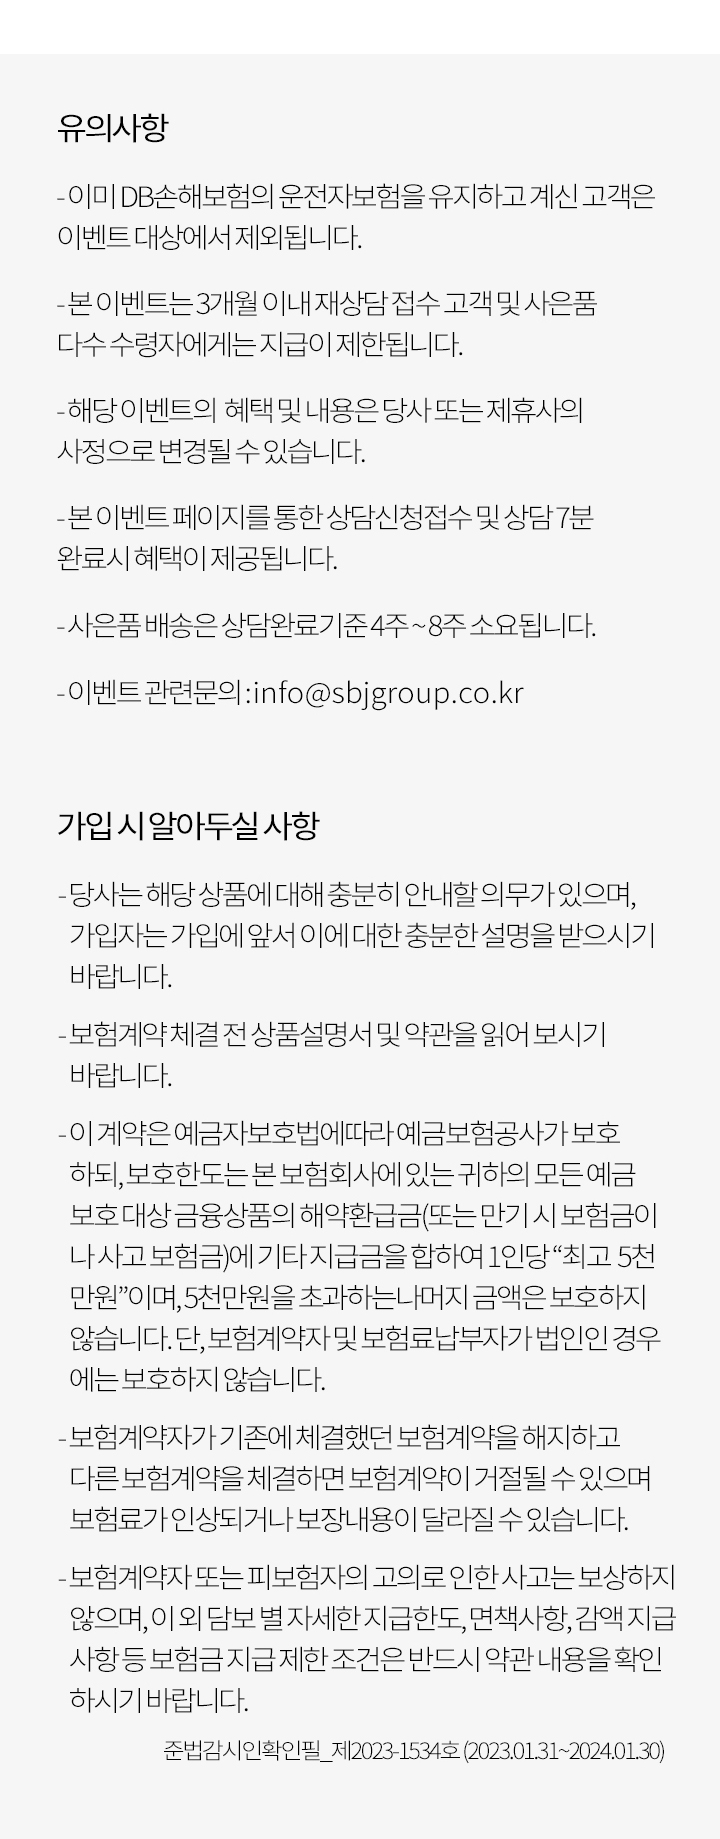 유의사항
- 이미 DB손해보험의 운전자보험을 유지하고 계신 고객은
이벤트 대상에서 제외됩니다.
- 본 이벤트는 3개월 이내 재상담 접수 고객 및 사은품
다수 수령자에게는 지급이 제한됩니다.
- 해당 이벤트의 혜택 및 내용은 당사 또는 제휴사의
사정으로 변경될 수 있습니다.
- 본 이벤트 페이지를 통한 상담신청접수 및 상담 7분
완료시 혜택이 제공됩니다.
- 사은품 배송은 상담완료기준 4주 ~ 8주 소요됩니다.
- 이벤트 관련문의 : info@sbjgroup.co.kr
가입 시 알아두실 사항
- 당사는 해당 상품에 대해 충분히 안내할 의무가 있으며,
가입자는 가입에 앞서 이에 대한 충분한 설명을 받으시기
바랍니다.
- 보험계약 체결 전 상품설명서 및 약관을 읽어 보시기
바랍니다.
- 이 계약은 예금자보호법에따라 예금보험공사가 보호
하되, 보호한도는 본 보험회사에 있는 귀하의 모든 예금
보호 대상 금융상품의 해약환급금(또는 만기 시 보험금이
나 사고 보험금)에 기타 지급금을 합하여 1인당 “최고 5천
만원”이며, 5천만원을 초과하는나머지 금액은 보호하지
않습니다. 단, 보험계약자 및 보험료납부자가 법인인 경우
에는 보호하지 않습니다.
- 보험계약자가 기존에 체결했던 보험계약을 해지하고
다른 보험계약을 체결하면 보험계약이 거절될 수 있으며
보험료가 인상되거나 보장내용이 달라질 수 있습니다.
- 보험계약자 또는 피보험자의 고의로 인한 사고는 보상하지
않으며, 이 외 담보 별 자세한 지급한도, 면책사항, 감액 지급
사항 등 보험금 지급 제한 조건은 반드시 약관 내용을 확인
하시기 바랍니다.
준법감시인확인필_제2023-1534호 (2023.01.31~2024.01.30)